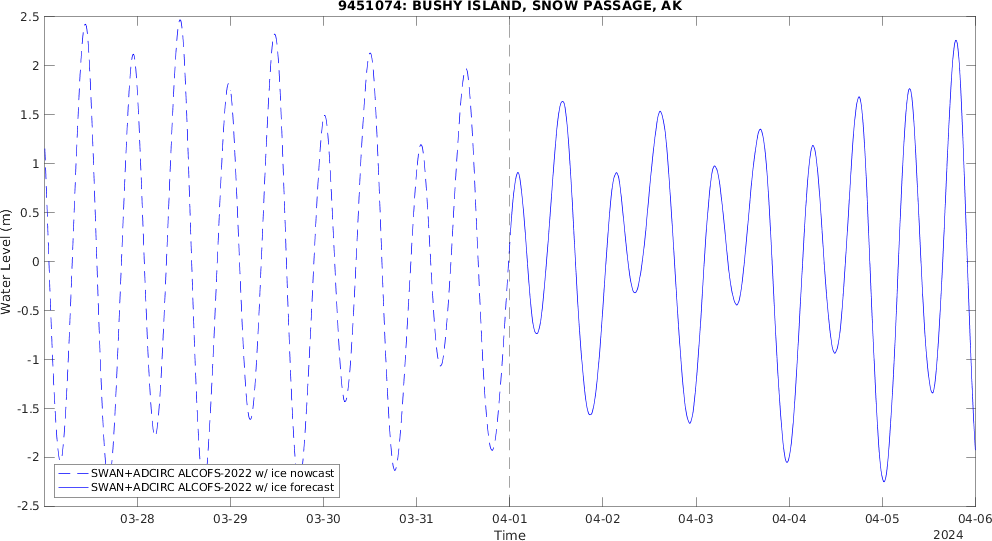 9451074: BUSHY ISLAND, SNOW PASSAGE, AK
2.5
2
1.5
1
0.5
0
-0.5
-1
-1.5
-2
-2.5
Water Level (m)
SWAN+ADCIRC ALCOFS-2022 w/ ice nowcast
SWAN+ADCIRC ALCOFS-2022 w/ ice forecast
03-28 03-29 03-30 03-31 04-01 04-02 04-03 04-04 04-05 04-06
Time
2024